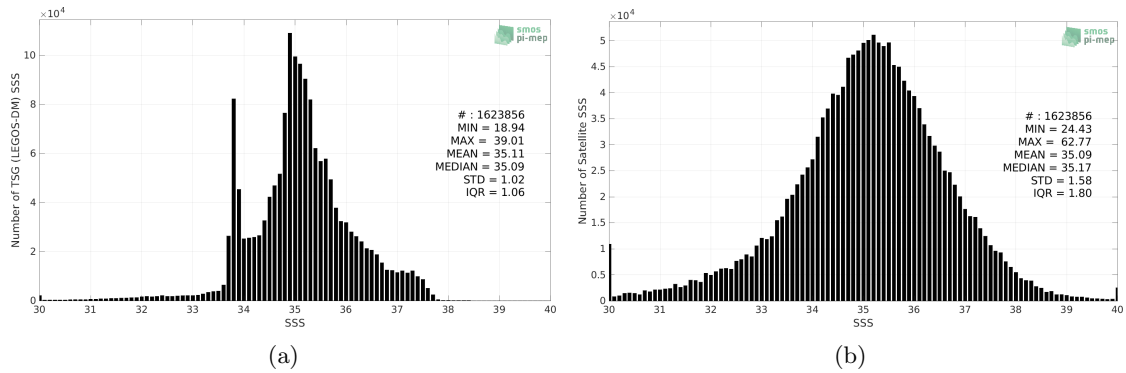 ×10⁴
smos
pi-mep
Number of TSG (LEGOS-DM) SSS
10
8
6
4
2
0
# : 1623856
MIN = 18.94
MAX = 39.01
MEAN = 35.11
MEDIAN = 35.09
STD = 1.02
IQR = 1.06
30 31 32 33 34 35 36 37 38 39 40
SSS
(a)
×10⁴
smos
pi-mep
Number of Satellite SSS
5
4.5
4
3.5
3
2.5
2
1.5
1
0.5
0
# : 1623856
MIN = 24.43
MAX = 62.77
MEAN = 35.09
MEDIAN = 35.17
STD = 1.58
IQR = 1.80
30 31 32 33 34 35 36 37 38 39 40
SSS
(b)